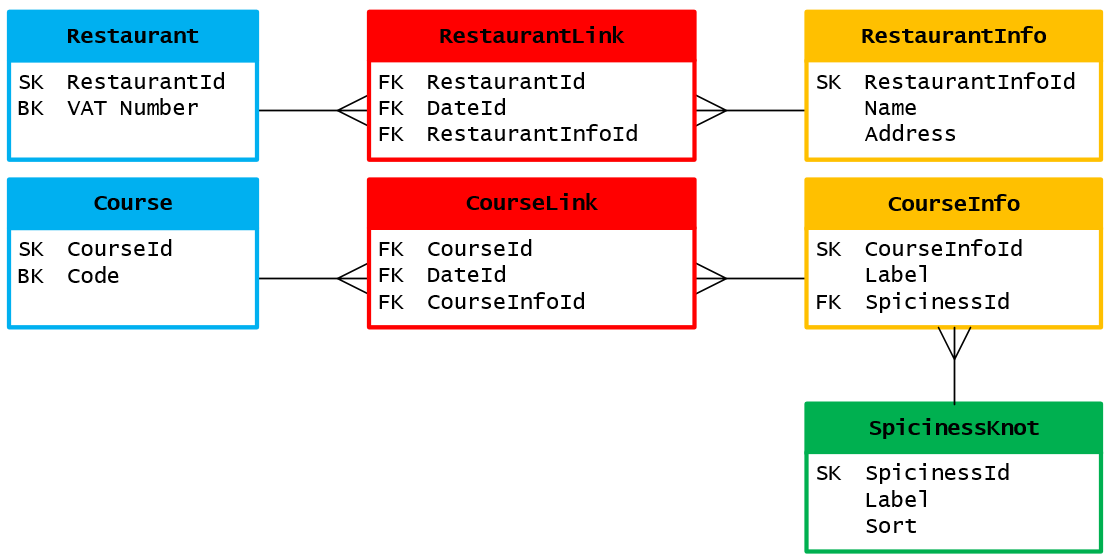 Restaurant
SK RestaurantId
BK VAT Number
RestaurantLink
FK RestaurantId
FK DateId
FK RestaurantInfoId
RestaurantInfo
SK RestaurantInfoId
Name
Address
Course
SK CourseId
BK Code
CourseLink
FK CourseId
FK DateId
FK CourseInfoId
CourseInfo
SK CourseInfoId
Label
FK SpicinessId
SpicinessKnot
SK SpicinessId
Label
Sort